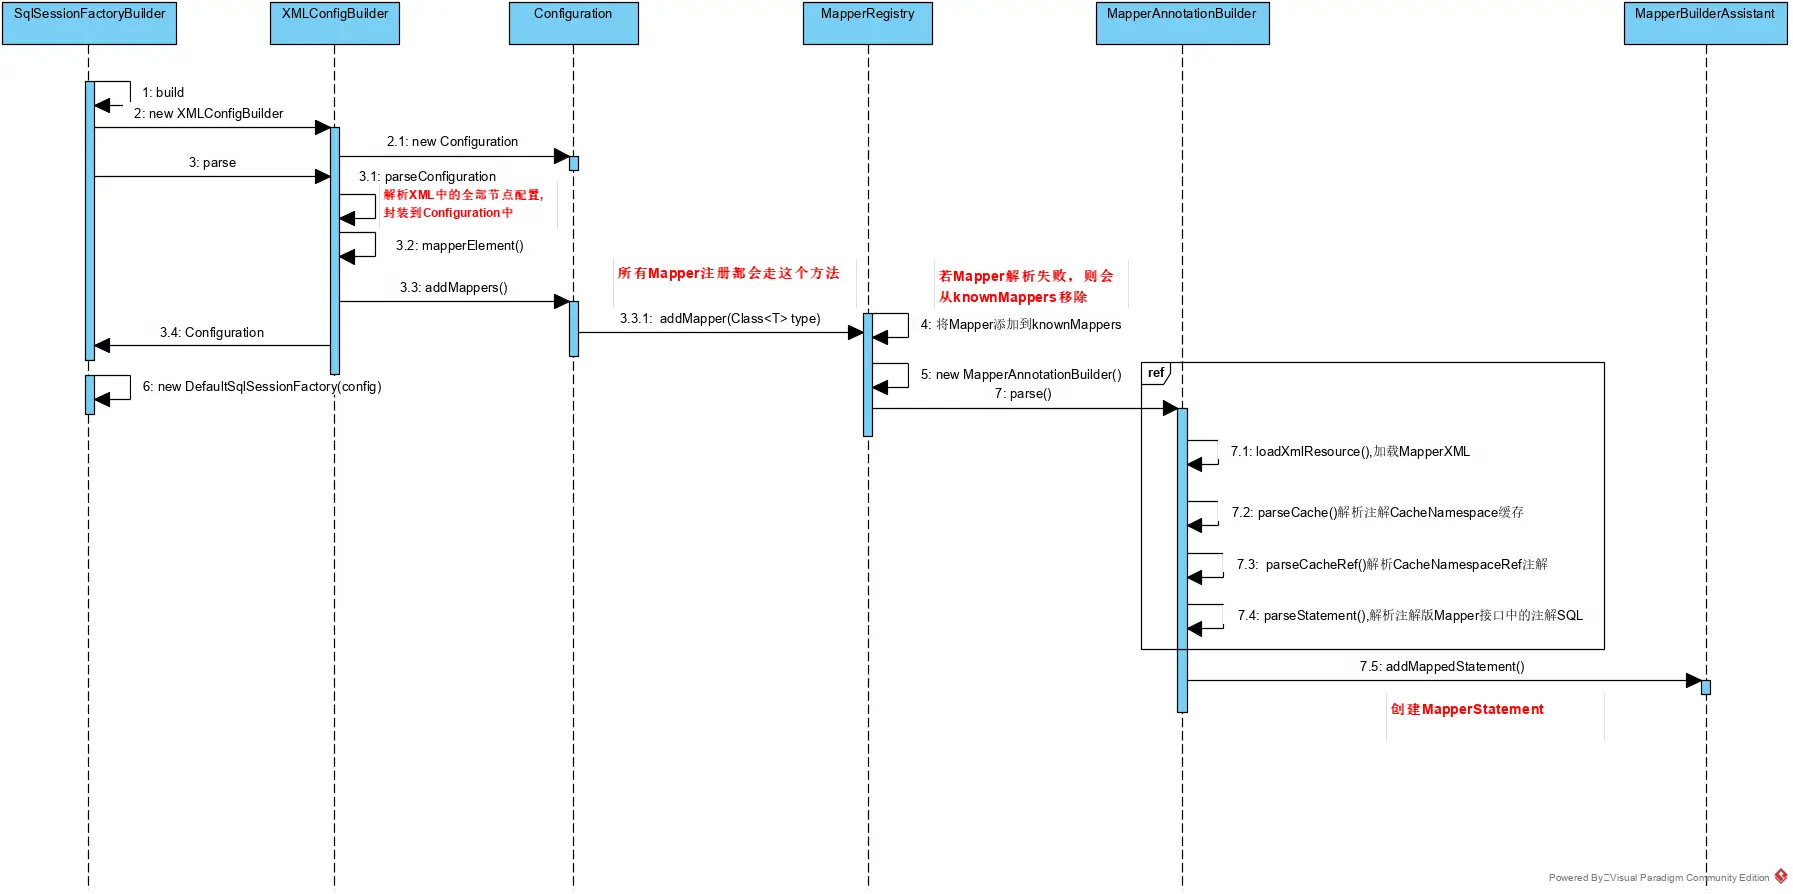 SqlSessionFactoryBuilder
XMLConfigBuilder
Configuration
MapperRegistry
MapperAnnotationBuilder
MapperBuilderAssistant
1: build
2: new XMLConfigBuilder
2.1: new Configuration
3: parse
3.1: parseConfiguration
解析XML中的全部节点配置，
封装到Configuration中
3.2: mapperElement()
3.3: addMappers()
所有Mapper注册都会走这个方法
若Mapper解析失败，则会
从knownMappers移除
3.3.1:  addMapper(Class<T> type)
4: 将Mapper添加到knownMappers
3.4: Configuration
5: new MapperAnnotationBuilder()
6: new DefaultSqlSessionFactory(config)
7: parse()
ref
7.1: loadXmlResource(),加载MapperXML
7.2: parseCache()解析注解CacheNamespace缓存
7.3:  parseCacheRef()解析CacheNamespaceRef注解
7.4: parseStatement(),解析注解版Mapper接口中的注解SQL
7.5: addMappedStatement()
创建MapperStatement
Powered By Visual Paradigm Community Edition